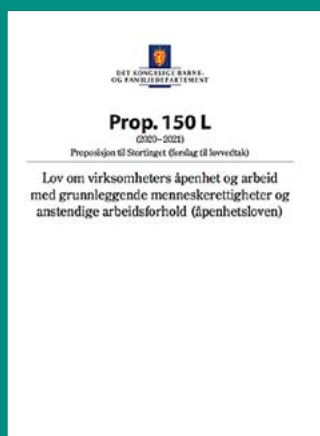 DET KONGELIGE BARNE-
OG FAMILIEDEPARTEMENT
Prop. 150 L
(2020–2021)
Proposisjon til Stortinget (forslag til lovvedtak)
Lov om virksomheters åpenhet og arbeid
med grunnleggende menneskerettigheter og
anstendige arbeidsforhold (åpenhetsloven)